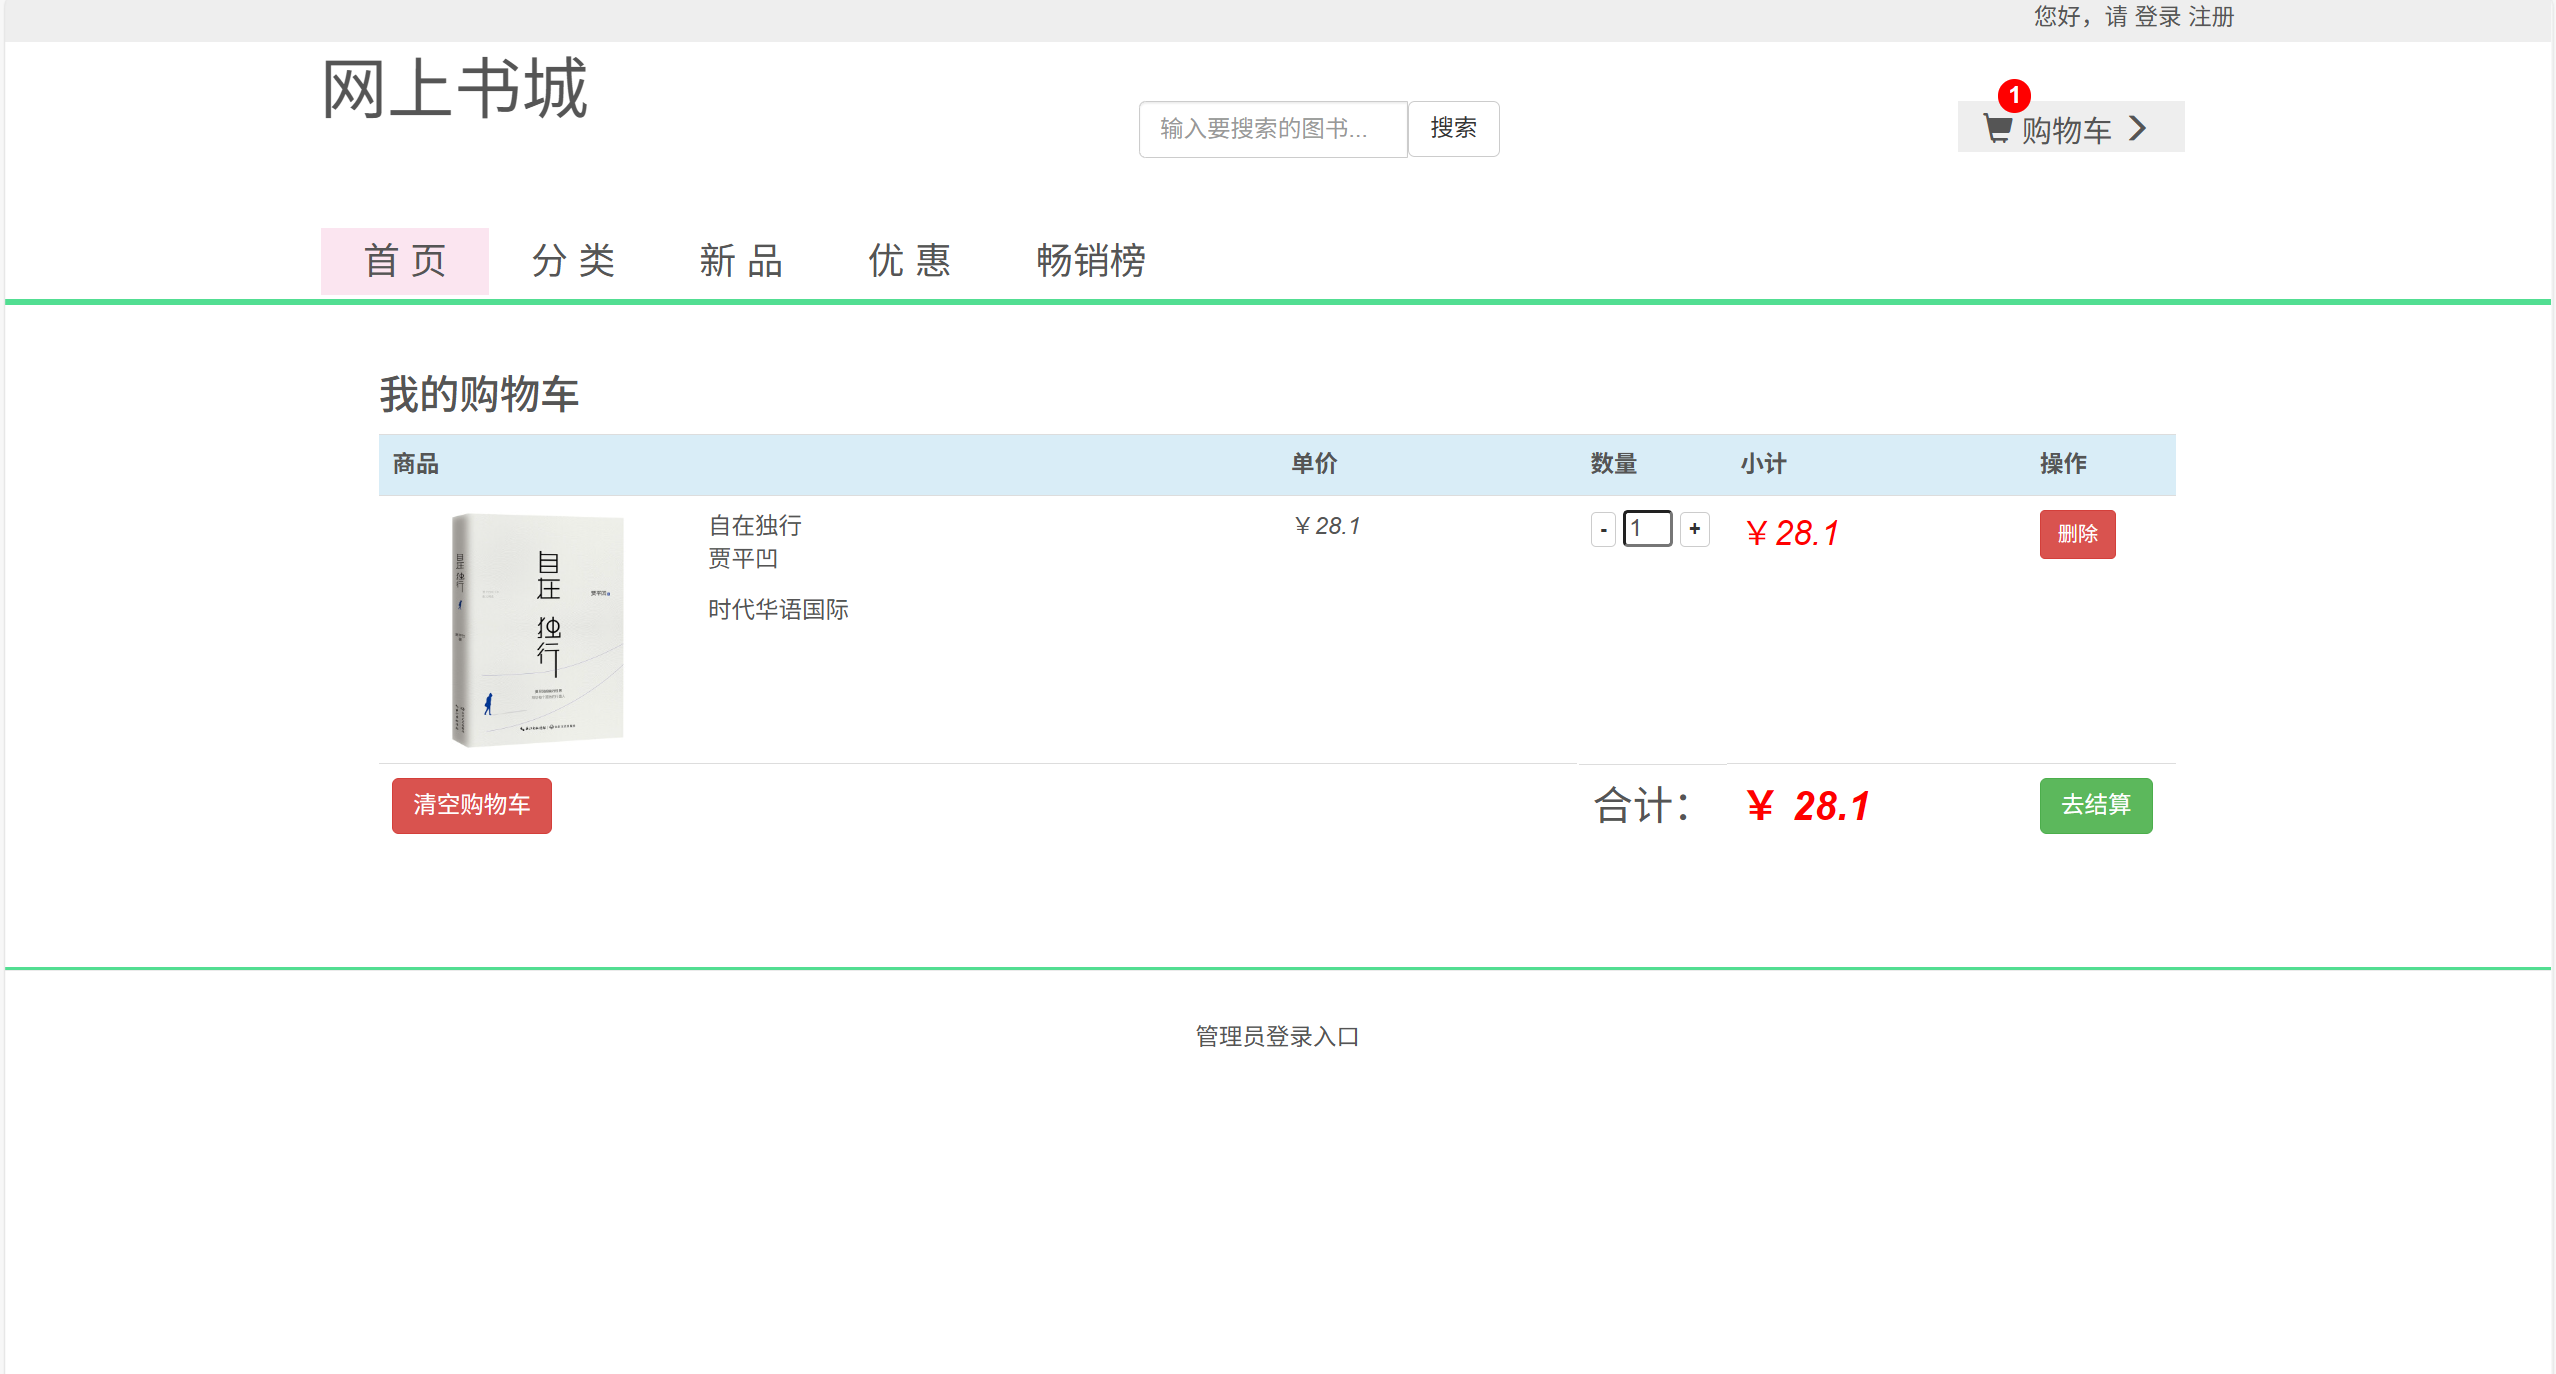 您好，请 登录 注册
网上书城
输入要搜索的图书... 搜索
1
购物车
首 页 分 类 新 品 优 惠 畅销榜
我的购物车
商品 单价 数量 小计 操作
自在独行 ￥28.1 - 1 + ￥28.1 删除
贾平凹
时代华语国际
自在
独行
清空购物车 合计： ￥ 28.1 去结算
管理员登录入口